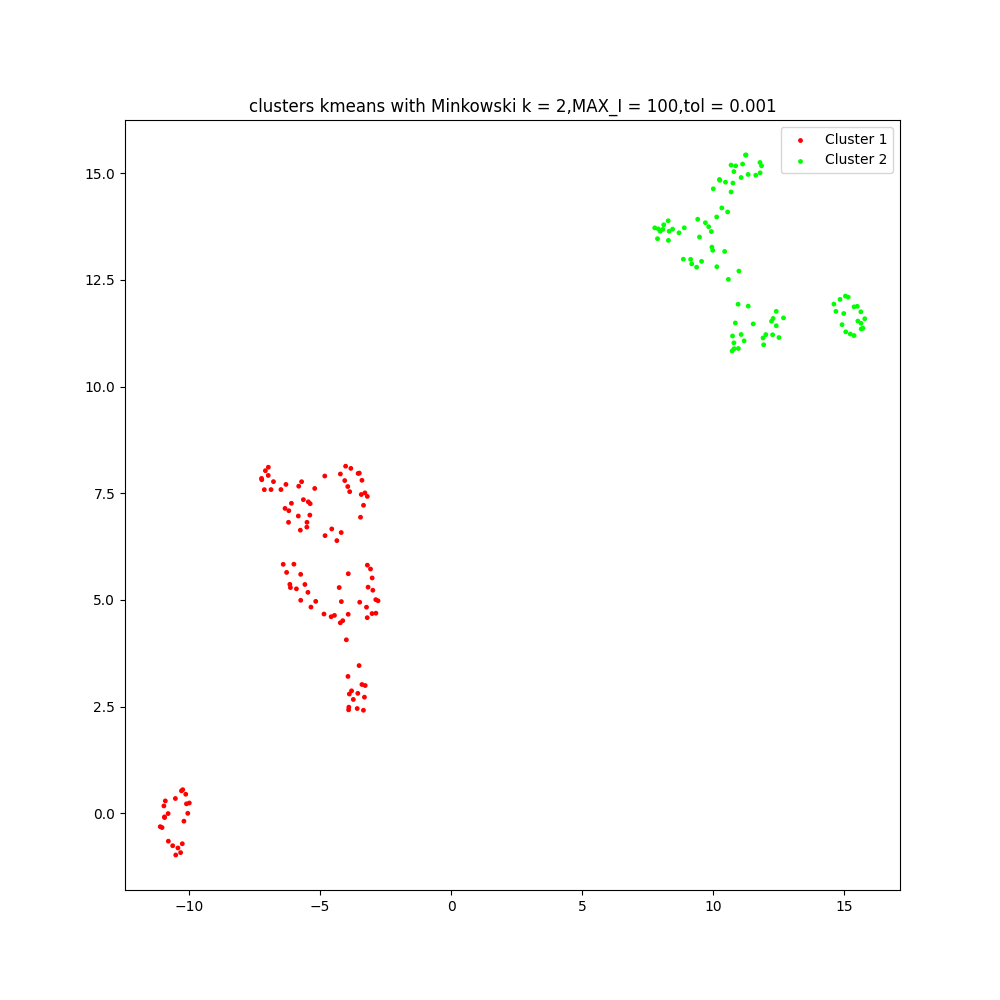 clusters kmeans with Minkowski k = 2,MAX_I = 100,tol = 0.001
Cluster 1
Cluster 2
15.0
12.5
10.0
7.5
5.0
2.5
0.0
−10 −5 0 5 10 15